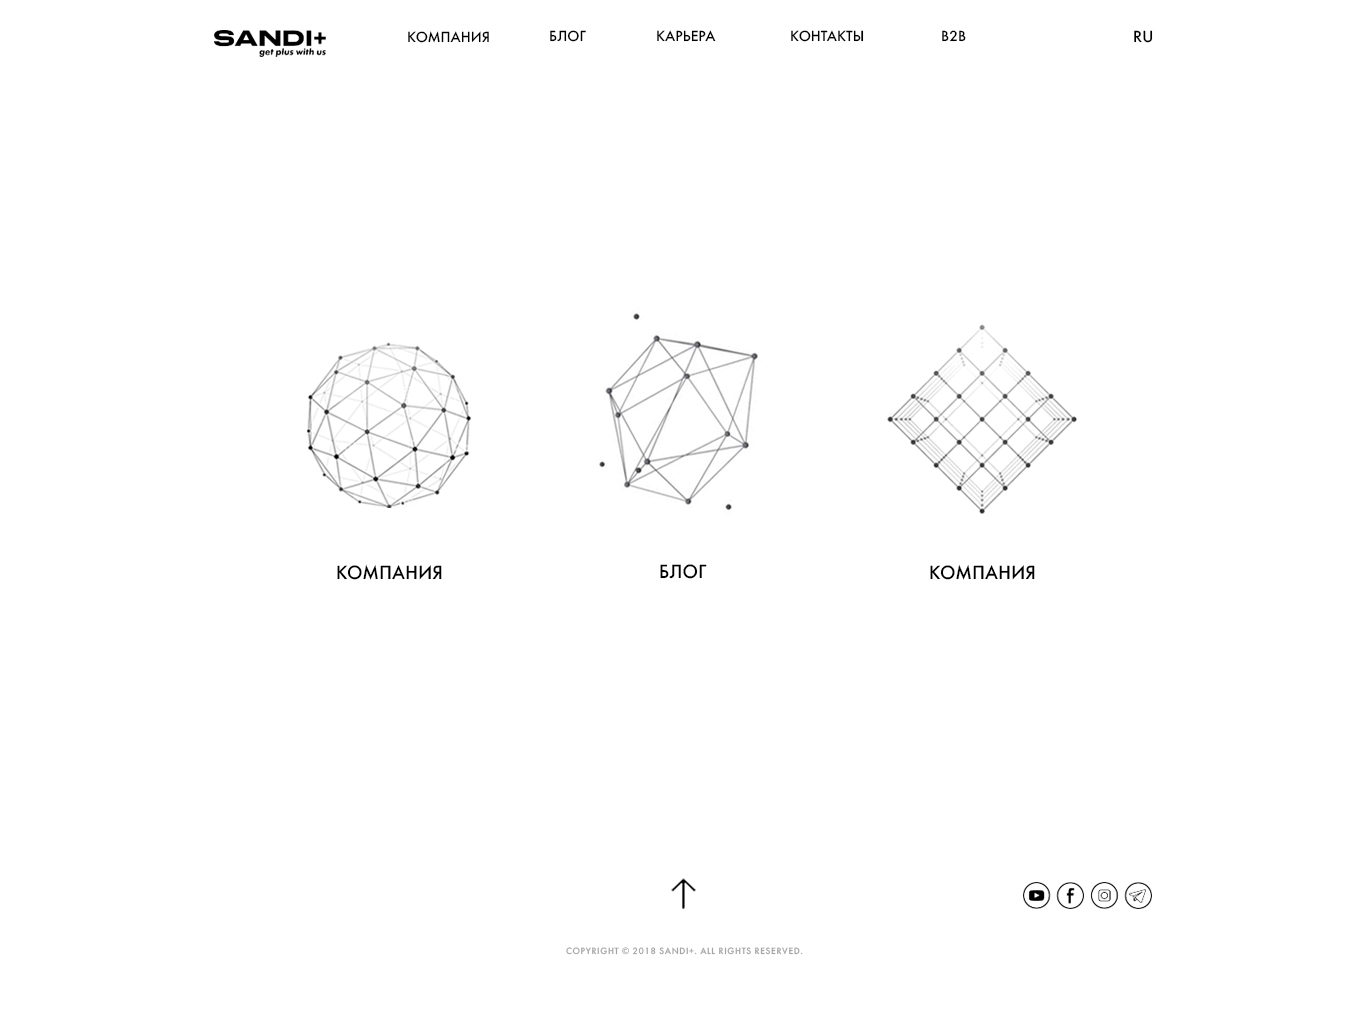 SANDI+
get plus with us
КОМПАНИЯ
БЛОГ
КАРЬЕРА
КОНТАКТЫ
B2B
RU
КОМПАНИЯ
БЛОГ
КОМПАНИЯ
COPYRIGHT © 2018 SANDI+. ALL RIGHTS RESERVED.